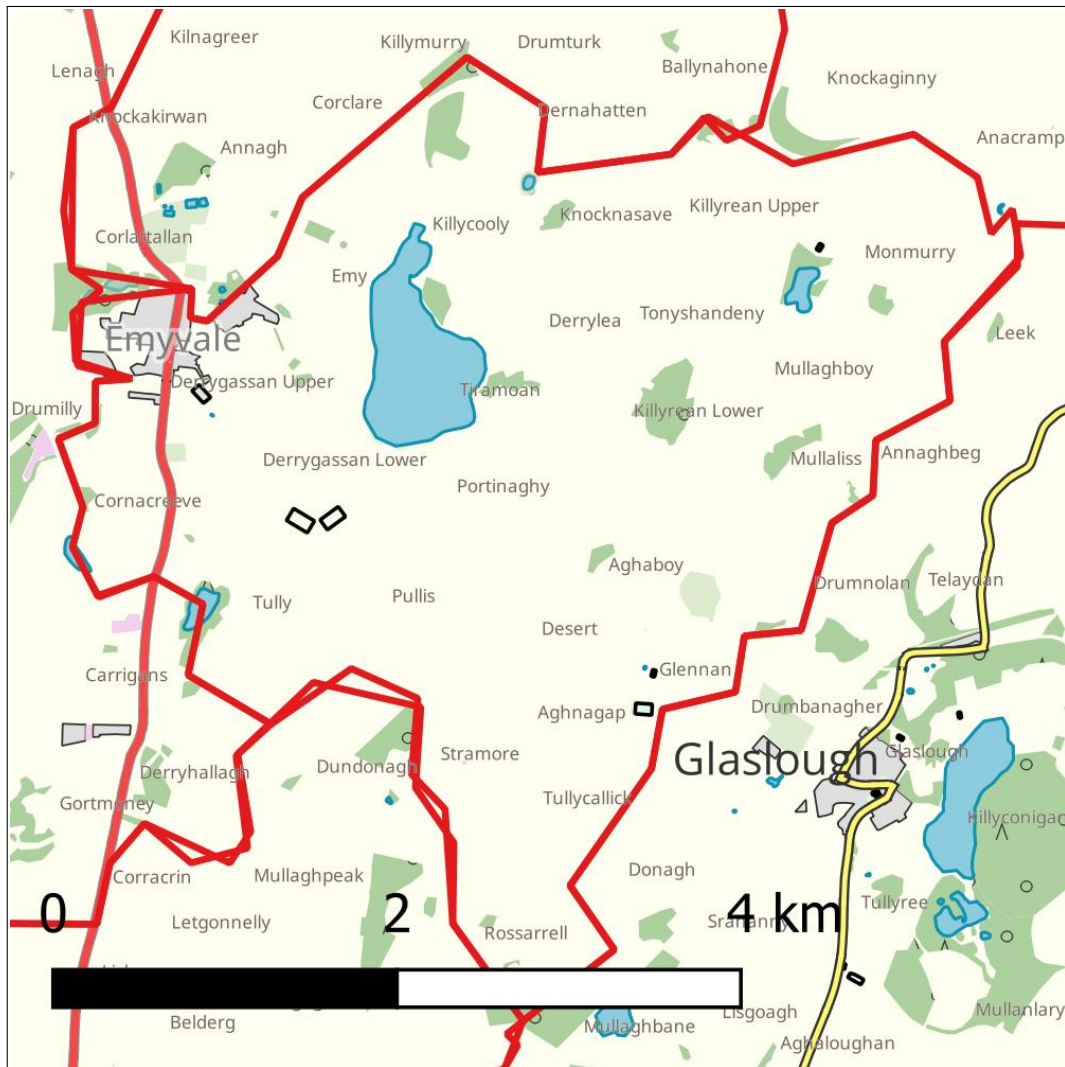 Kilnagreer
Killymurry
Drumturk
Ballynahone
Knockaginny
Lenagh
Corclare
Dernahatten
Knockakirwan
Annagh
Anacramp
Killyrean Upper
Knocknasave
Killycooly
Corlattallan
Monmurry
Emy
Tonyshandeny
Derrylea
Leek
Emyvale
Mullaghboy
Derrygassan Upper
Tiramoan
Drumilly
Killyrean Lower
Annaghbeg
Derrygassan Lower
Mullaliss
Portinaghy
Cornacreeve
Aghaboy
Telaydan
Drumnolan
Pullis
Tully
Desert
Glennan
Carrigans
Drumbanagher
Aghnagap
Stramore
Glaslough
Glaslough
Dundonagh
Derryhallagh
Tullycallick
Gortmoney
Killyconigan
Donagh
Corracrin
Mullaghpeak
Tullyree
0
2
4 km
Letgonnelly
Srananny
Rossarrell
Mullanlary
Lisgoagh
Belderg
Mullaghbane
Aghaloughan